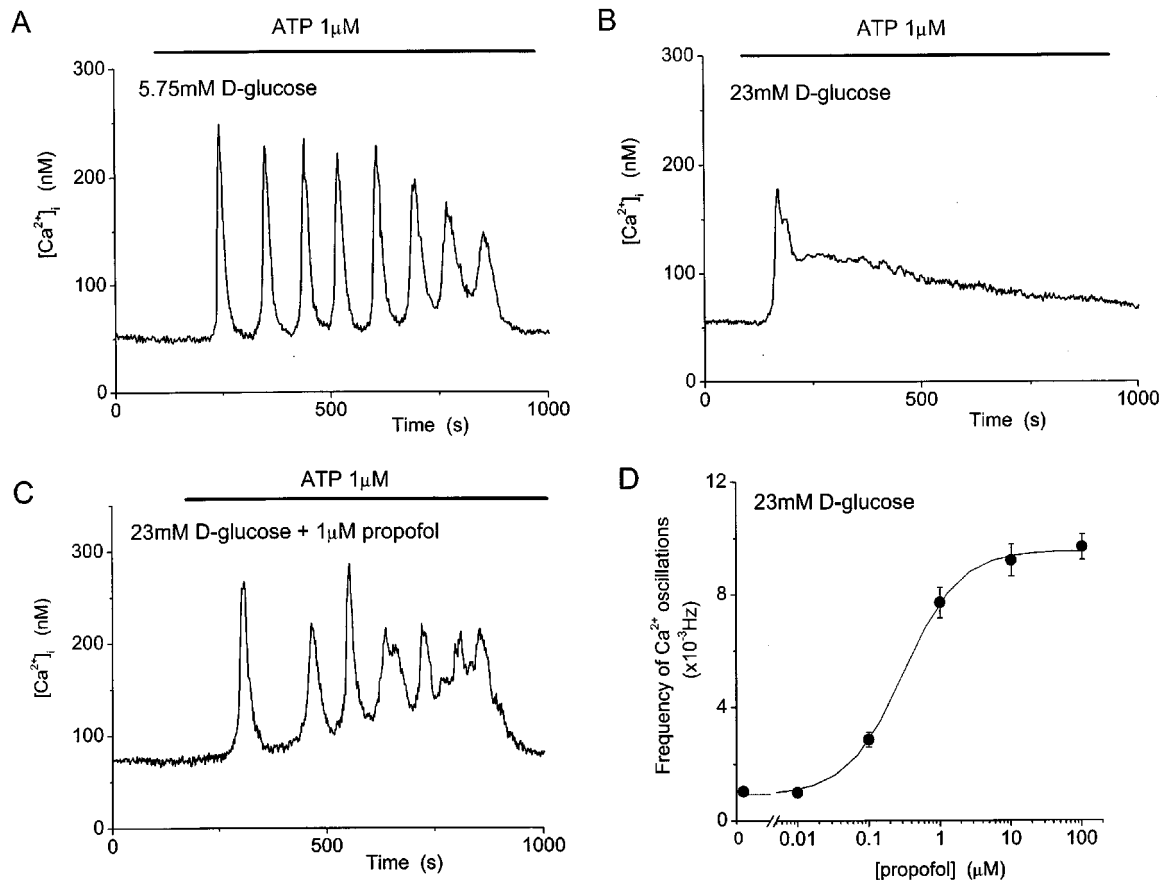 A
ATP 1μM
300
5.75mM D-glucose
200
[Ca²⁺]ᵢ (nM)
100
0
0
500
1000
Time (s)
B
ATP 1μM
300
23mM D-glucose
200
[Ca²⁺]ᵢ (nM)
100
0
0
500
1000
Time (s)
C
ATP 1μM
23mM D-glucose + 1μM propofol
300
200
[Ca²⁺]ᵢ (nM)
100
0
0
500
1000
Time (s)
D
12
23mM D-glucose
8
Frequency of Ca²⁺ oscillations
(x10⁻³Hz)
4
0
0
0.01
0.1
1
10
100
[propofol] (μM)